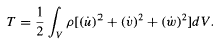 T = \frac{1}{2} \int_V \rho[(\dot{u})^2 + (\dot{v})^2 + (\dot{w})^2]dV.